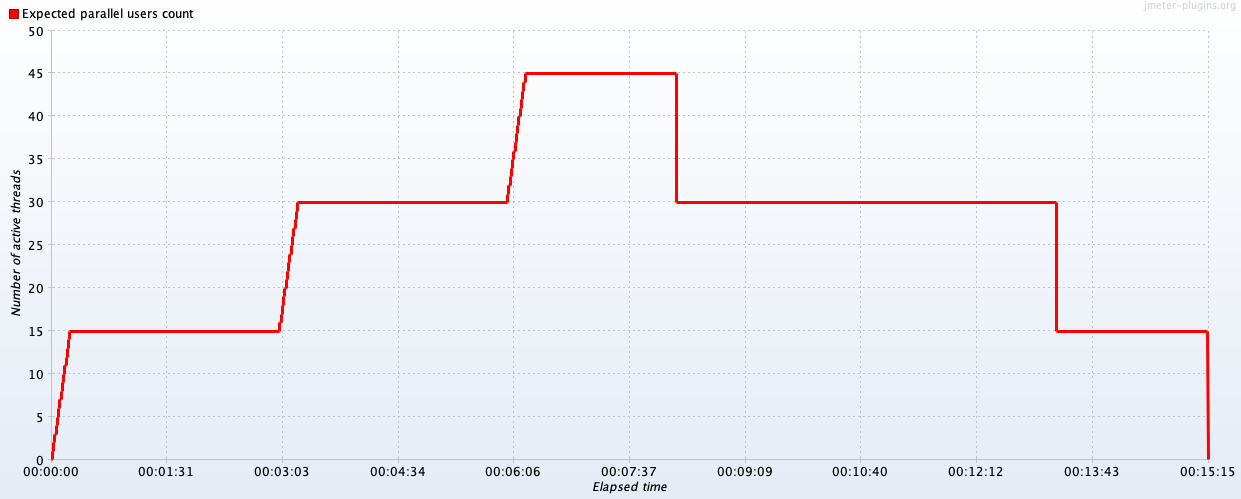 Expected parallel users count
jmeter-plugins.org
50
45
40
35
30
25
20
15
10
5
0
Number of active threads
00:00:00 00:01:31 00:03:03 00:04:34 00:06:06 00:07:37 00:09:09 00:10:40 00:12:12 00:13:43 00:15:15
Elapsed time